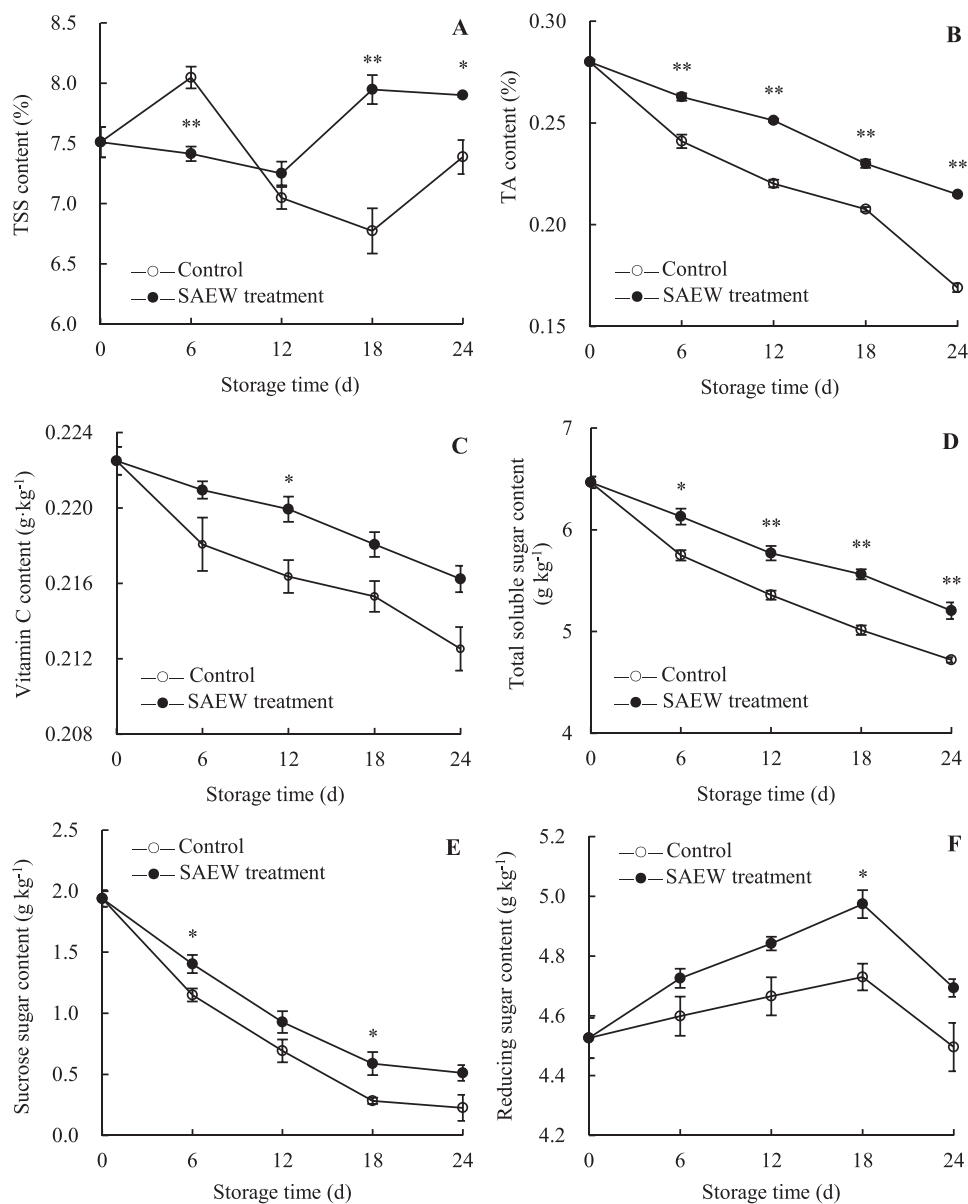 A
8.5
8.0
7.5
7.0
6.5
6.0
TSS content (%)
**
**
*
Control
SAEW treatment
0 6 12 18 24
Storage time (d)
B
0.30
0.25
0.20
0.15
TA content (%)
**
**
**
**
Control
SAEW treatment
0 6 12 18 24
Storage time (d)
C
0.224
0.220
0.216
0.212
0.208
Vitamin C content (g·kg-1)
*
Control
SAEW treatment
0 6 12 18 24
Storage time (d)
D
7
6
5
4
Total soluble sugar content
(g kg-1)
*
**
**
**
Control
SAEW treatment
0 6 12 18 24
Storage time (d)
E
2.5
2.0
1.5
1.0
0.5
0.0
Sucrose sugar content (g kg-1)
Control
SAEW treatment
*
*
0 6 12 18 24
Storage time (d)
F
5.2
5.0
4.8
4.6
4.4
4.2
Reducing sugar content (g kg-1)
Control
SAEW treatment
*
0 6 12 18 24
Storage time (d)